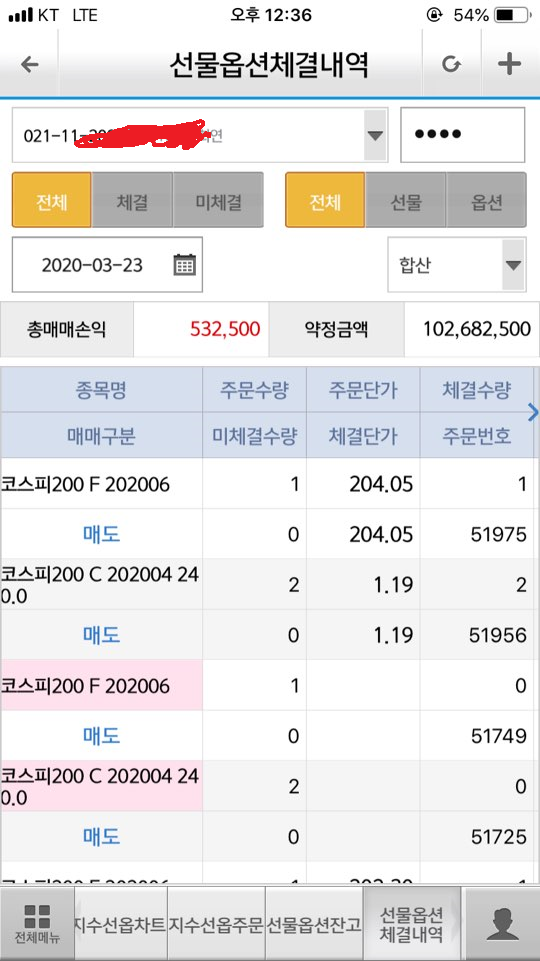 KT LTE 오후 12:36 54%
선물옵션체결내역
021-11- 연 ••••
전체 체결 미체결 전체 선물 옵션
2020-03-23 합산
총매매손익 532,500 약정금액 102,682,500
종목명 주문수량 주문단가 체결수량
매매구분 미체결수량 체결단가 주문번호
코스피200 F 202006 1 204.05 1
매도 0 204.05 51975
코스피200 C 202004 24
0.0 2 1.19 2
매도 0 1.19 51956
코스피200 F 202006 1 0
매도 0 51749
코스피200 C 202004 24
0.0 2 0
매도 0 51725
전체메뉴 지수선옵차트 지수선옵주문 선물옵션잔고 선물옵션
체결내역